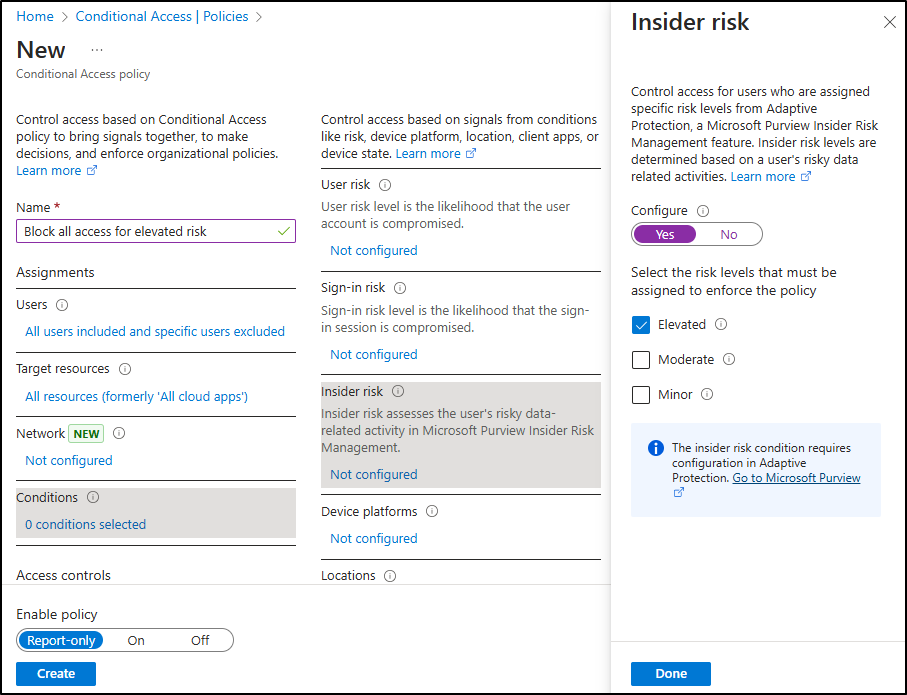 Home > Conditional Access | Policies >
New ...
Conditional Access policy
Control access based on Conditional Access
policy to bring signals together, to make
decisions, and enforce organizational policies.
Learn more
Name *
Block all access for elevated risk
Assignments
Users
All users included and specific users excluded
Target resources
All resources (formerly 'All cloud apps')
Network NEW
Not configured
Conditions
0 conditions selected
Access controls
Control access based on signals from conditions
like risk, device platform, location, client apps, or
device state. Learn more
User risk
User risk level is the likelihood that the user
account is compromised.
Not configured
Sign-in risk
Sign-in risk level is the likelihood that the sign-
in session is compromised.
Not configured
Insider risk
Insider risk assesses the user's risky data-
related activity in Microsoft Purview Insider Risk
Management.
Not configured
Device platforms
Not configured
Locations
Enable policy
Report-only On Off
Create
Insider risk
Control access for users who are assigned
specific risk levels from Adaptive
Protection, a Microsoft Purview Insider Risk
Management feature. Insider risk levels are
determined based on a user's risky data
related activities. Learn more
Configure
Yes No
Select the risk levels that must be
assigned to enforce the policy
Elevated
Moderate
Minor
The insider risk condition requires
configuration in Adaptive
Protection. Go to Microsoft Purview
Done